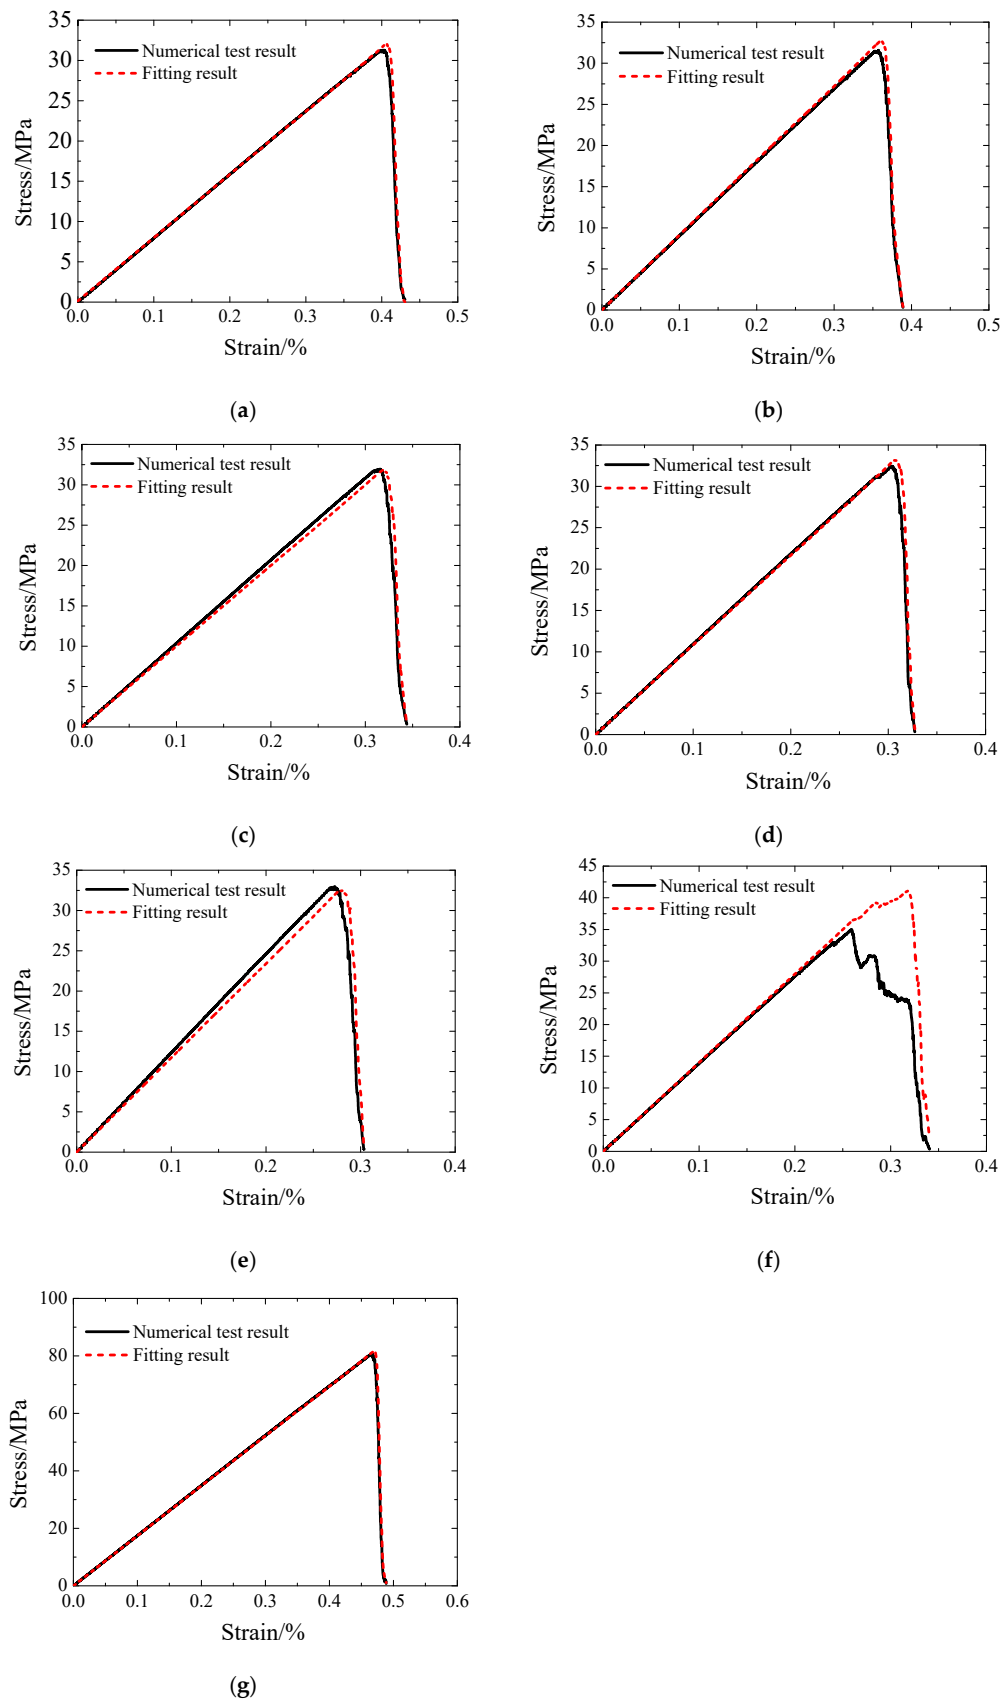 35
30
25
20
15
10
5
0
Numerical test result
Fitting result
Stress/MPa
0.0 0.1 0.2 0.3 0.4 0.5
Strain/%
(a)
35
30
25
20
15
10
5
0
Numerical test result
Fitting result
Stress/MPa
0.0 0.1 0.2 0.3 0.4 0.5
Strain/%
(b)
35
30
25
20
15
10
5
0
Numerical test result
Fitting result
Stress/MPa
0.0 0.1 0.2 0.3 0.4
Strain/%
(c)
35
30
25
20
15
10
5
0
Numerical test result
Fitting result
Stress/MPa
0.0 0.1 0.2 0.3 0.4
Strain/%
(d)
35
30
25
20
15
10
5
0
Numerical test result
Fitting result
Stress/MPa
0.0 0.1 0.2 0.3 0.4
Strain/%
(e)
45
40
35
30
25
20
15
10
5
0
Numerical test result
Fitting result
Stress/MPa
0.0 0.1 0.2 0.3 0.4
Strain/%
(f)
100
80
60
40
20
0
Numerical test result
Fitting result
Stress/MPa
0.0 0.1 0.2 0.3 0.4 0.5 0.6
Strain/%
(g)